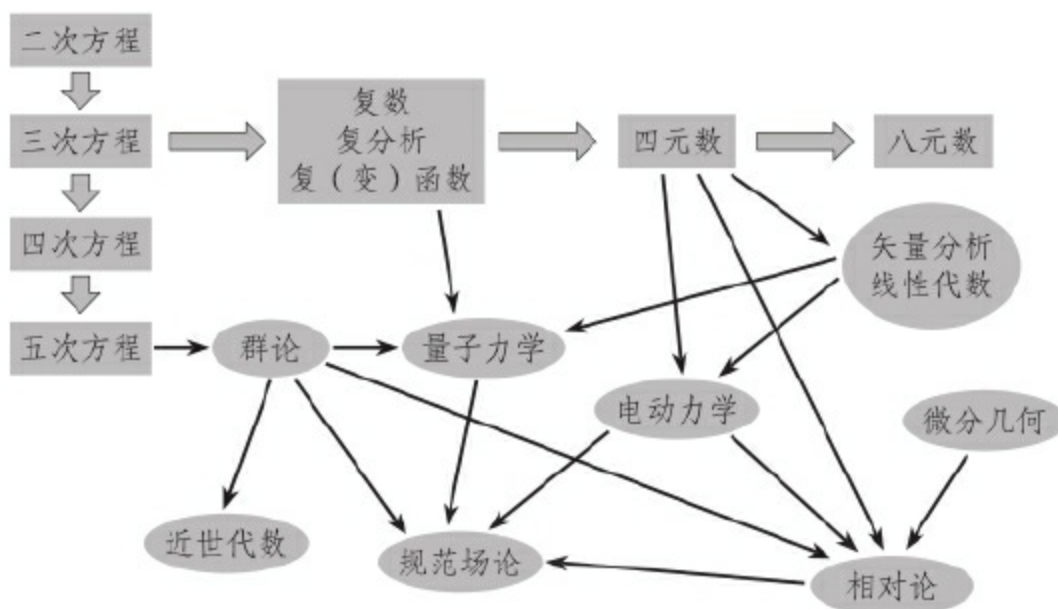 二次方程
三次方程
复数
复分析
复（变）函数
四元数
八元数
四次方程
矢量分析
线性代数
五次方程
群论
量子力学
电动力学
微分几何
近世代数
规范场论
相对论